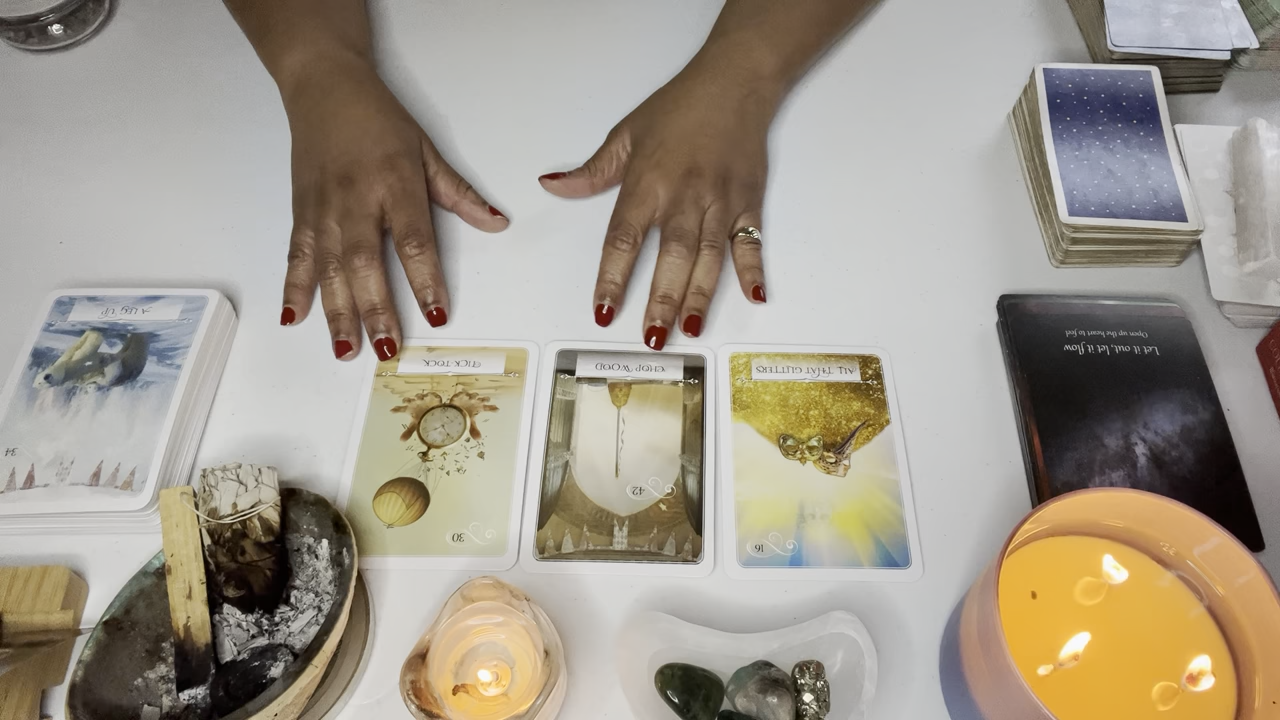 A LEG UP
34
TICK-TOCK
30
CHOP WOOD
42
ALL THAT GLITTERS
16
Let it out, let it flow
Open up the heart to feel